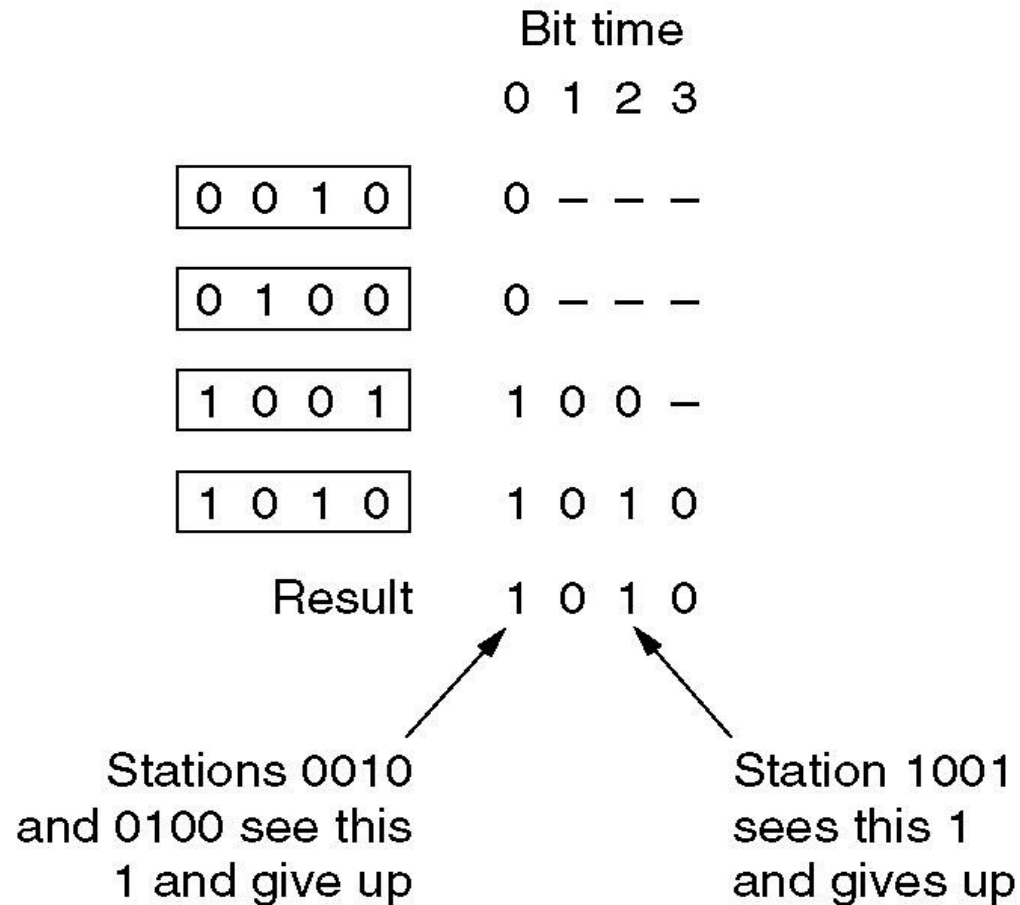 Bit time
0 1 2 3
0 0 1 0 0 – – –
0 1 0 0 0 – – –
1 0 0 1 1 0 0 –
1 0 1 0 1 0 1 0
Result 1 0 1 0
Stations 0010
and 0100 see this
1 and give up
Station 1001
sees this 1
and gives up